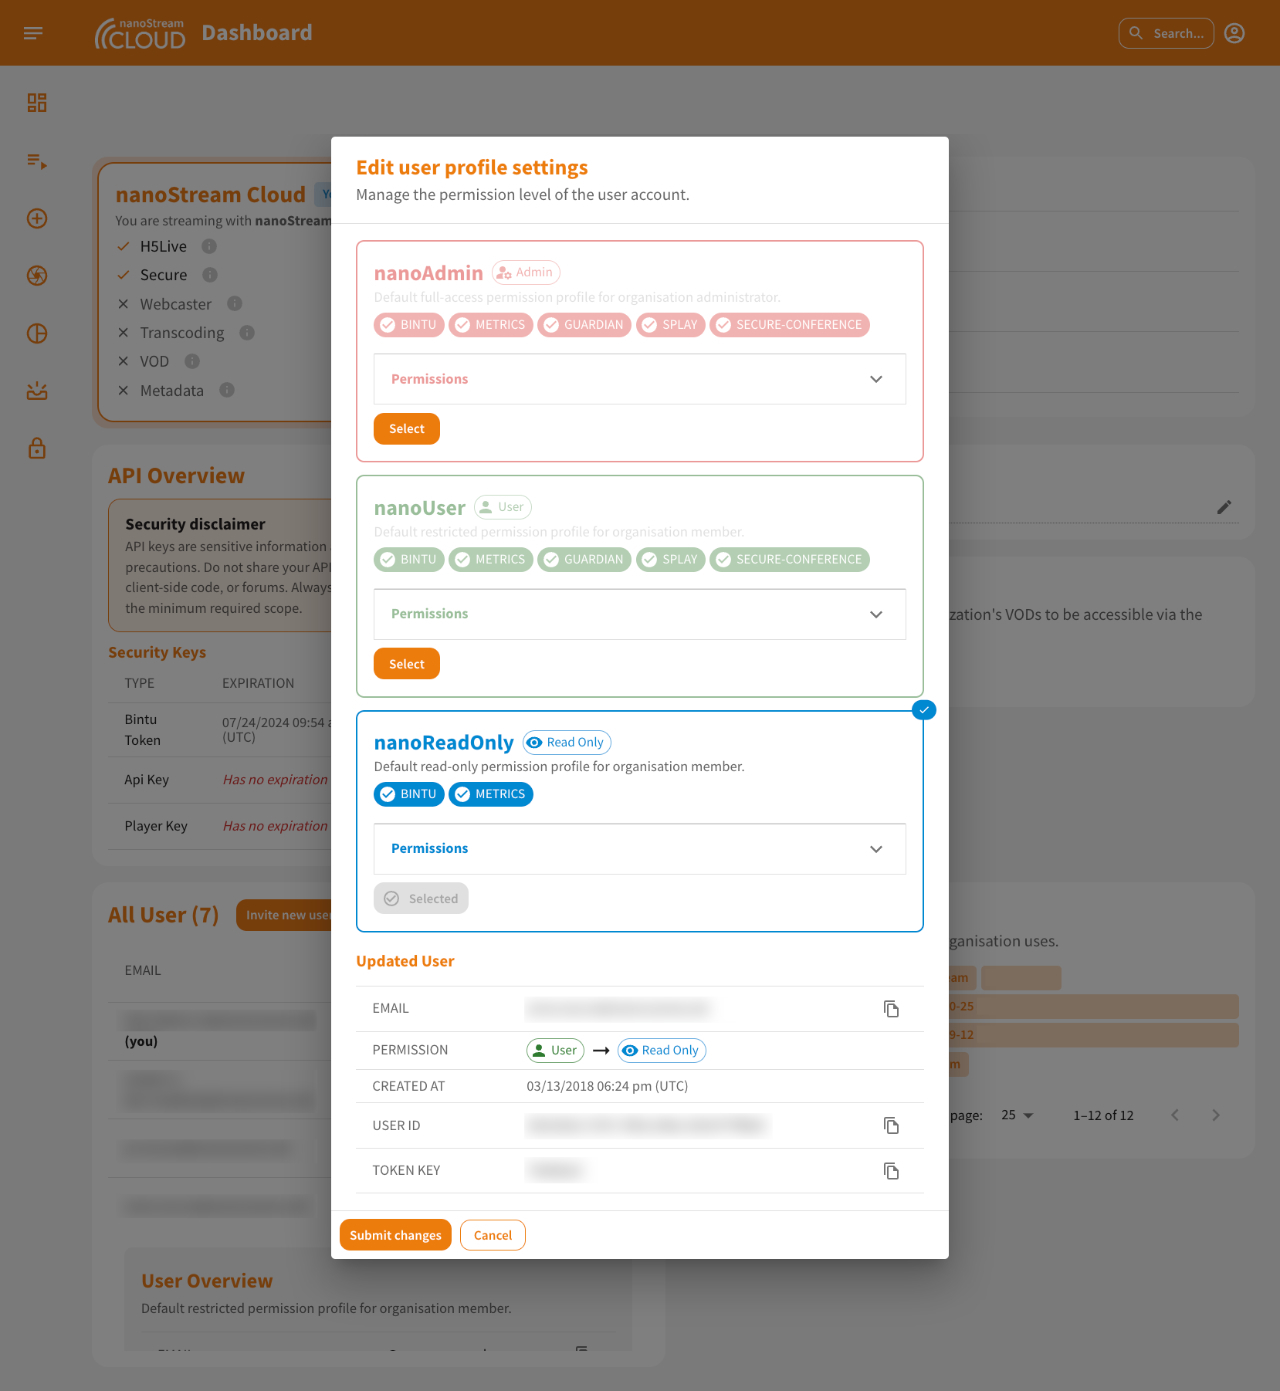 nanoStream
CLOUD
Dashboard
Search...
nanoStream Cloud
You are streaming with nanoStream
H5Live
Secure
Webcaster
Transcoding
VOD
Metadata
API Overview
Security disclaimer
API keys are sensitive information
precautions. Do not share your API
client-side code, or forums. Always
the minimum required scope.
Security Keys
TYPE EXPIRATION
Bintu
Token
07/24/2024 09:54 a
(UTC)
Api Key Has no expiration
Player Key Has no expiration
All User (7)
Invite new user
EMAIL
(you)
User Overview
Default restricted permission profile for organisation member.
Edit user profile settings
Manage the permission level of the user account.
nanoAdmin Admin
Default full-access permission profile for organisation administrator.
BINTU METRICS GUARDIAN SPLAY SECURE-CONFERENCE
Permissions
Select
nanoUser User
Default restricted permission profile for organisation member.
BINTU METRICS GUARDIAN SPLAY SECURE-CONFERENCE
Permissions
Select
nanoReadOnly Read Only
Default read-only permission profile for organisation member.
BINTU METRICS
Permissions
Selected
Updated User
EMAIL
PERMISSION User → Read Only
CREATED AT 03/13/2018 06:24 pm (UTC)
USER ID
TOKEN KEY
Submit changes Cancel
zation's VODs to be accessible via the
ganisation uses.
eam
0-25
9-12
m
page: 25 1–12 of 12